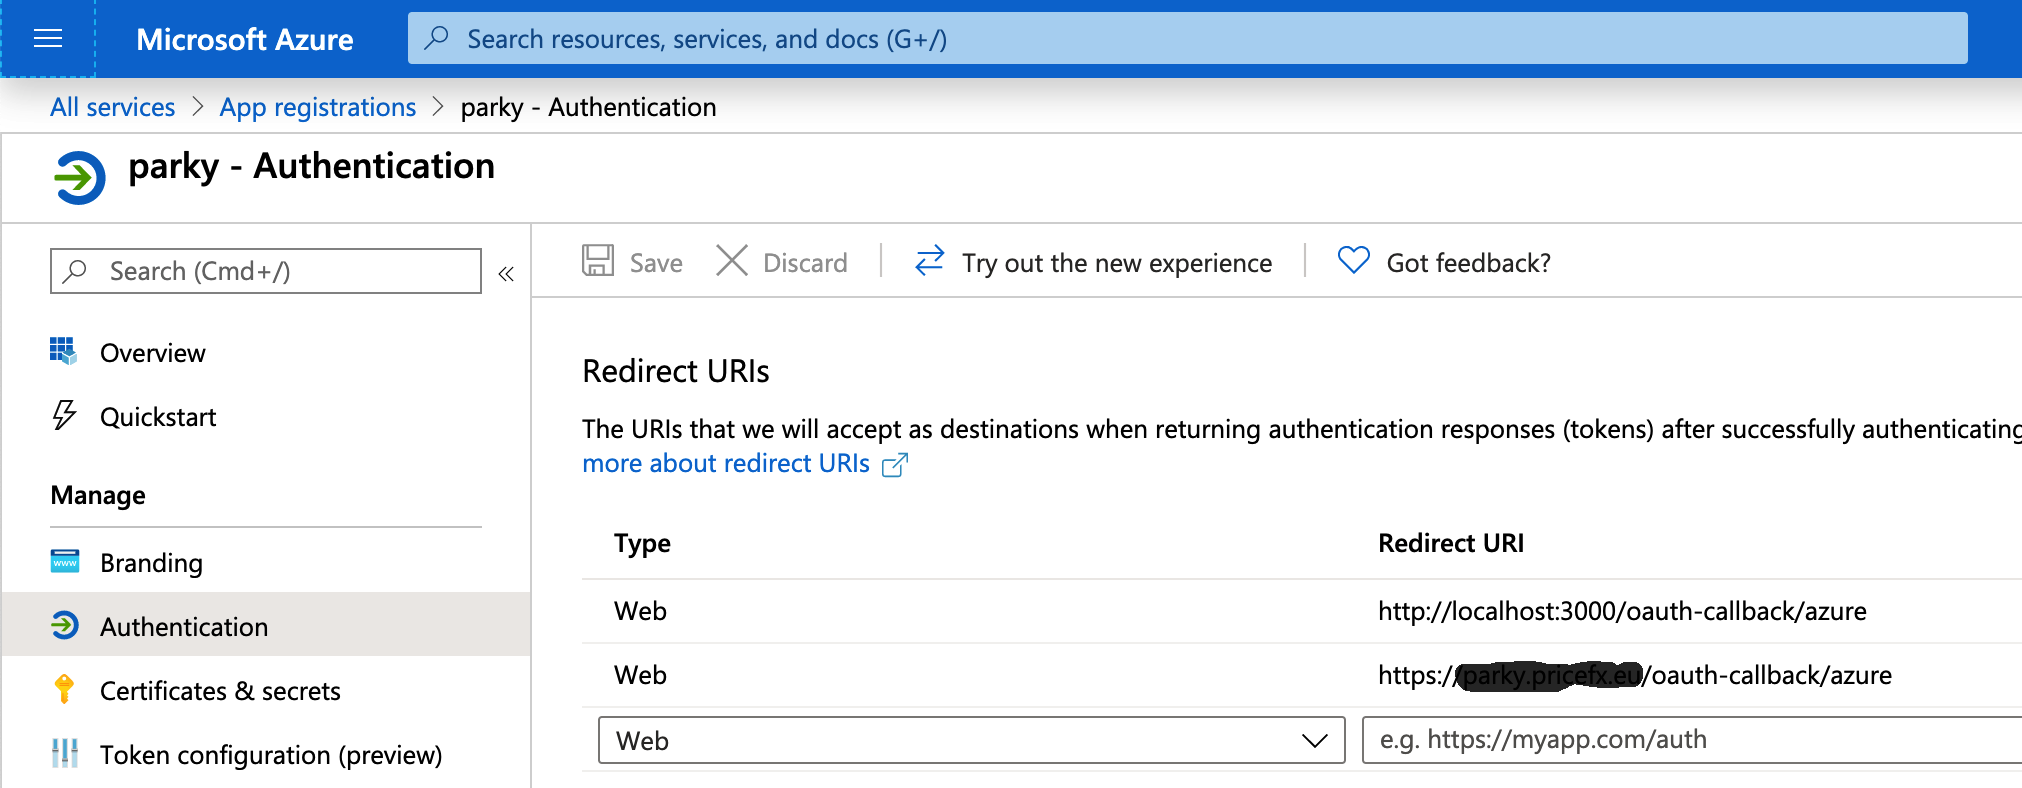 Microsoft Azure
Search resources, services, and docs (G+/)
All services > App registrations > parky - Authentication
parky - Authentication
Search (Cmd+/)
«
Save
Discard
Try out the new experience
Got feedback?
Overview
Quickstart
Manage
Branding
Authentication
Certificates & secrets
Token configuration (preview)
Redirect URIs
The URIs that we will accept as destinations when returning authentication responses (tokens) after successfully authenticating
more about redirect URIs
Type Redirect URI
Web http://localhost:3000/oauth-callback/azure
Web https:///oauth-callback/azure
Web e.g. https://myapp.com/auth